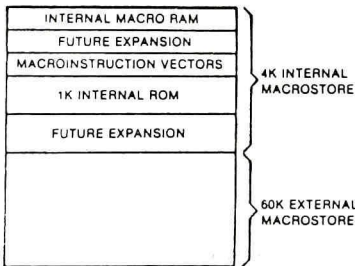 INTERNAL MACRO RAM
FUTURE EXPANSION
MACROINSTRUCTION VECTORS
1K INTERNAL ROM
FUTURE EXPANSION
4K INTERNAL
MACROSTORE
60K EXTERNAL
MACROSTORE